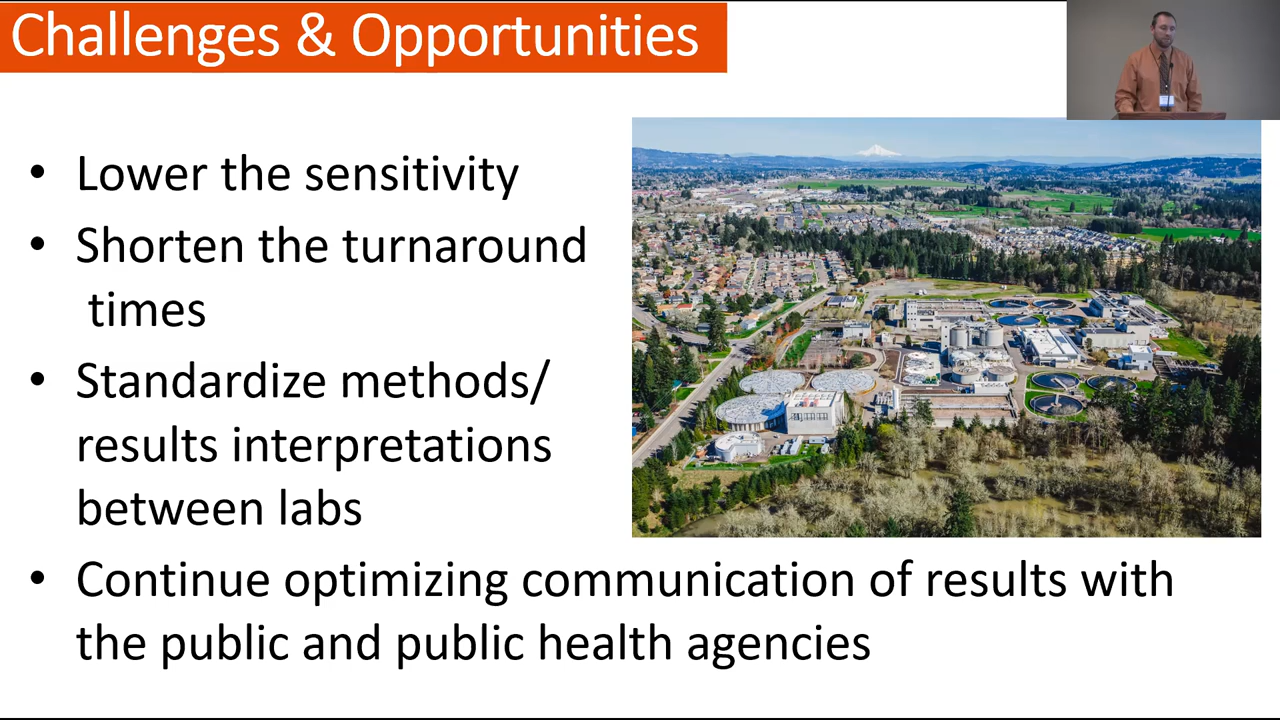 Challenges & Opportunities
• Lower the sensitivity
• Shorten the turnaround
times
• Standardize methods/
results interpretations
between labs
• Continue optimizing communication of results with
the public and public health agencies